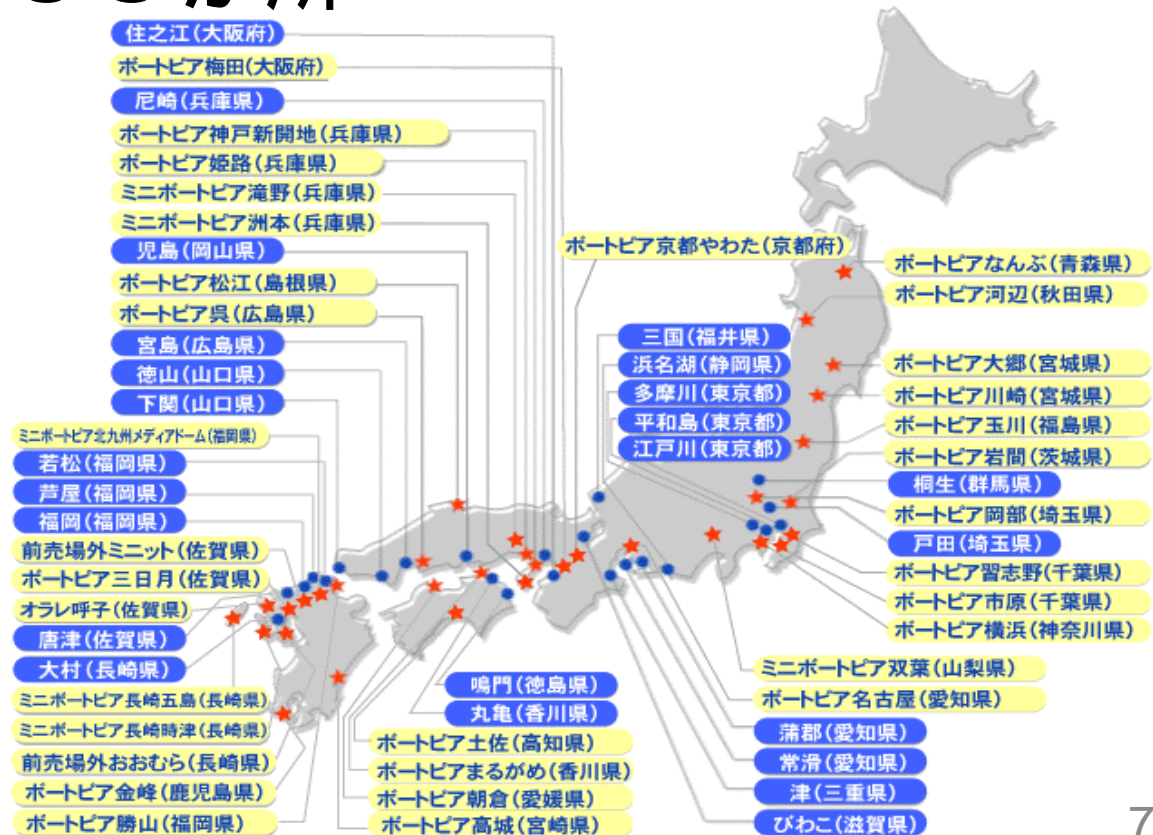 住之江(大阪府)
ボートピア梅田(大阪府)
尼崎(兵庫県)
ボートピア神戸新開地(兵庫県)
ボートピア姫路(兵庫県)
ミニボートピア滝野(兵庫県)
ミニボートピア洲本(兵庫県)
児島(岡山県)
ボートピア松江(島根県)
ボートピア呉(広島県)
宮島(広島県)
徳山(山口県)
下関(山口県)
ミニボートピア北九州メディアドーム(福岡県)
若松(福岡県)
芦屋(福岡県)
福岡(福岡県)
前売場外ミニット(佐賀県)
ボートピア三日月(佐賀県)
オラレ呼子(佐賀県)
唐津(佐賀県)
大村(長崎県)
ミニボートピア長崎五島(長崎県)
ミニボートピア長崎時津(長崎県)
前売場外おおむら(長崎県)
ボートピア金峰(鹿児島県)
ボートピア勝山(福岡県)
ボートピア京都やわた(京都府)
三国(福井県)
浜名湖(静岡県)
多摩川(東京都)
平和島(東京都)
江戸川(東京都)
鳴門(徳島県)
丸亀(香川県)
ボートピア土佐(高知県)
ボートピアまるがめ(香川県)
ボートピア朝倉(愛媛県)
ボートピア高城(宮崎県)
ボートピアなんぶ(青森県)
ボートピア河辺(秋田県)
ボートピア大郷(宮城県)
ボートピア川崎(宮城県)
ボートピア玉川(福島県)
ボートピア岩間(茨城県)
桐生(群馬県)
ボートピア岡部(埼玉県)
戸田(埼玉県)
ボートピア習志野(千葉県)
ボートピア市原(千葉県)
ボートピア横浜(神奈川県)
ミニボートピア双葉(山梨県)
ボートピア名古屋(愛知県)
蒲郡(愛知県)
常滑(愛知県)
津(三重県)
びわこ(滋賀県)
7